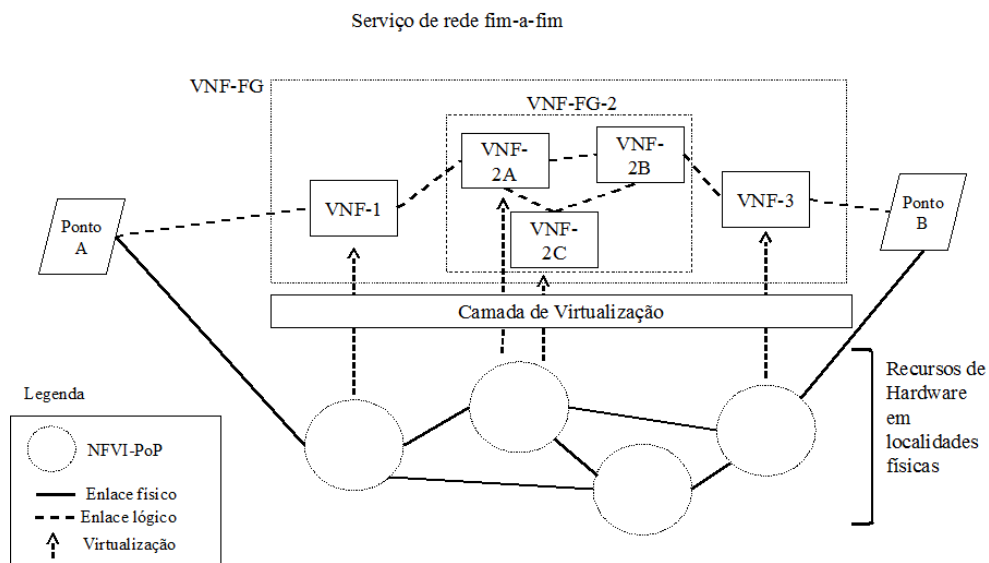 Serviço de rede fim-a-fim
VNF-FG
VNF-FG-2
VNF-
2A
VNF-
2B
VNF-1
VNF-
2C
VNF-3
Ponto
A
Ponto
B
Camada de Virtualização
Recursos de
Hardware
em
localidades
físicas
Legenda
NFVI-PoP
Enlace físico
Enlace lógico
Virtualização